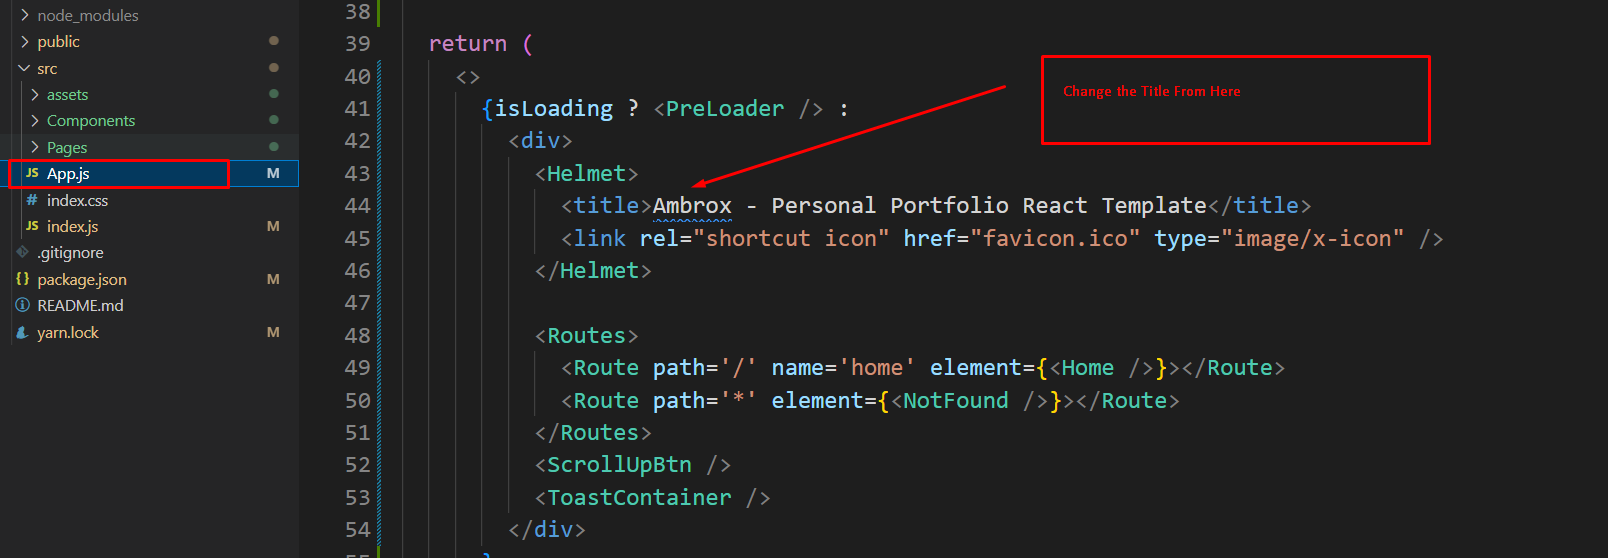 node_modules
public
src
assets
Components
Pages
JS App.js M
# index.css
JS index.js M
.gitignore
{} package.json M
README.md
yarn.lock M
38
39 return (
40 <>
41 {isLoading ? <PreLoader /> :
42 <div>
43 <Helmet>
44 <title>Ambrox - Personal Portfolio React Template</title>
45 <link rel="shortcut icon" href="favicon.ico" type="image/x-icon" />
46 </Helmet>
47
48 <Routes>
49 <Route path='/' name='home' element={<Home />}></Route>
50 <Route path='*' element={<NotFound />}></Route>
51 </Routes>
52 <ScrollUpBtn />
53 <ToastContainer />
54 </div>
Change the Title From Here